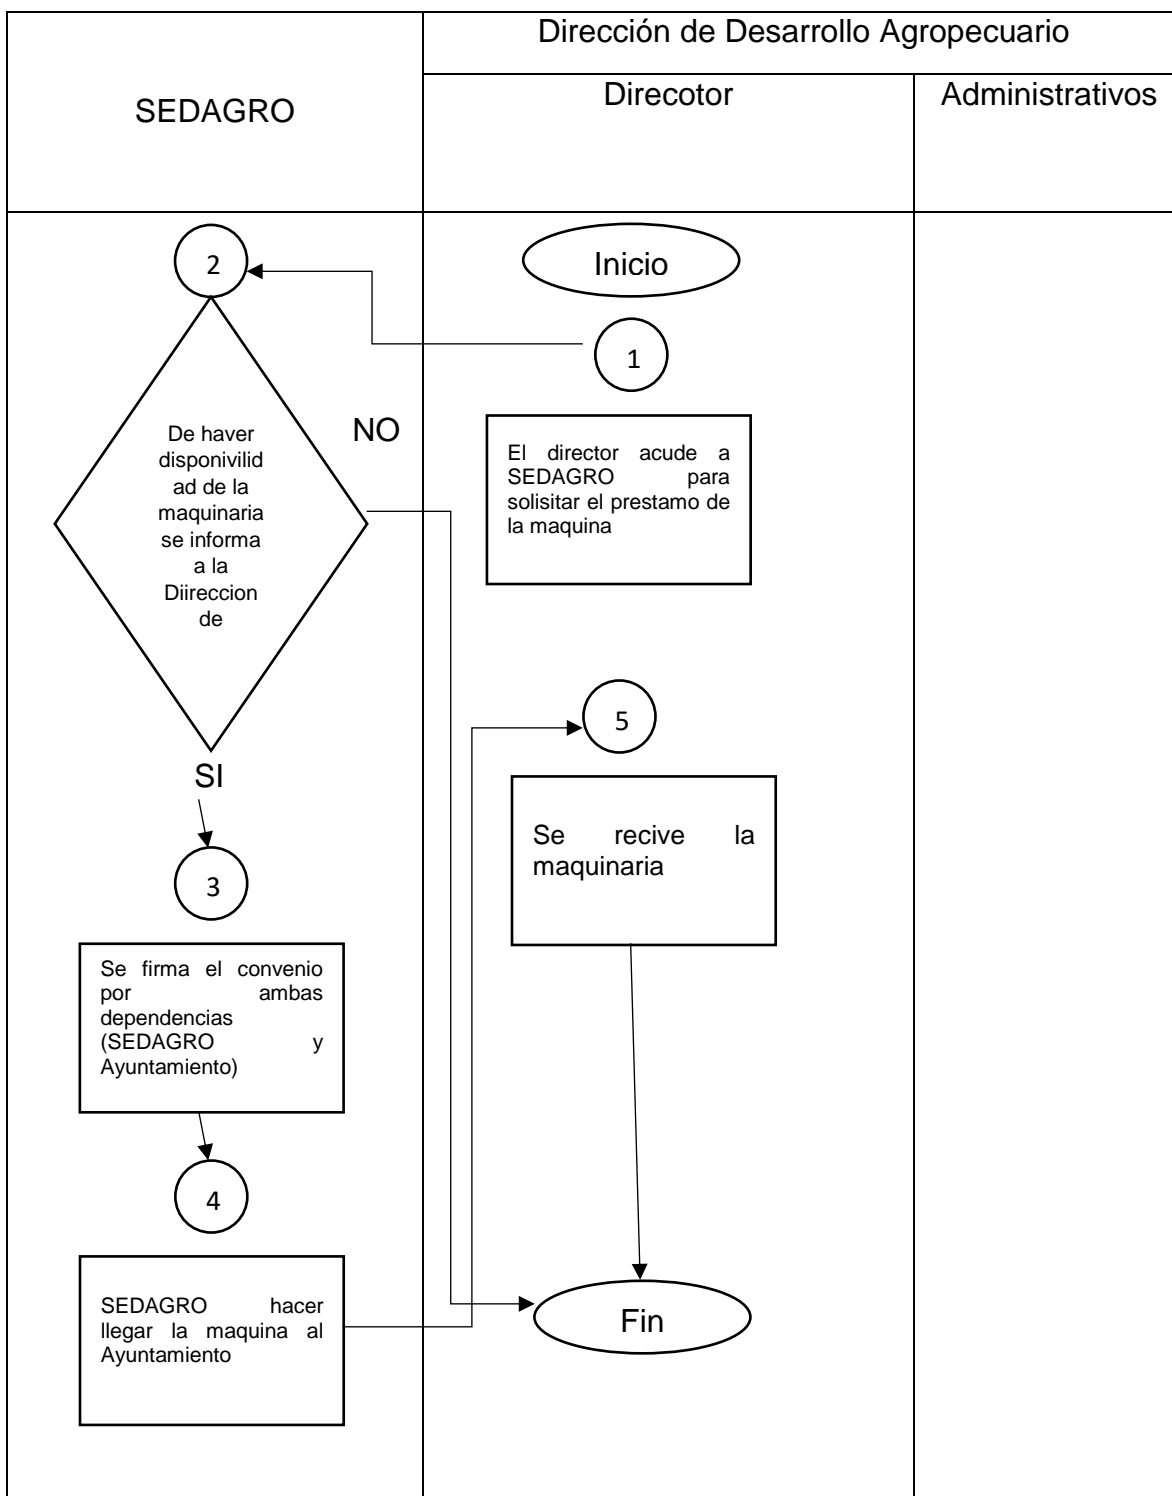 Dirección de Desarrollo Agropecuario
SEDAGRO
Direcotor
Administrativos
Inicio
1
El director acude a
SEDAGRO para
solisitar el prestamo de
la maquina
2
De haver
disponivilid
ad de la
maquinaria
se informa
a la
Diireccion
de
NO
SI
3
Se firma el convenio
por ambas
dependencias
(SEDAGRO y
Ayuntamiento)
4
SEDAGRO hacer
llegar la maquina al
Ayuntamiento
5
Se recive la
maquinaria
Fin